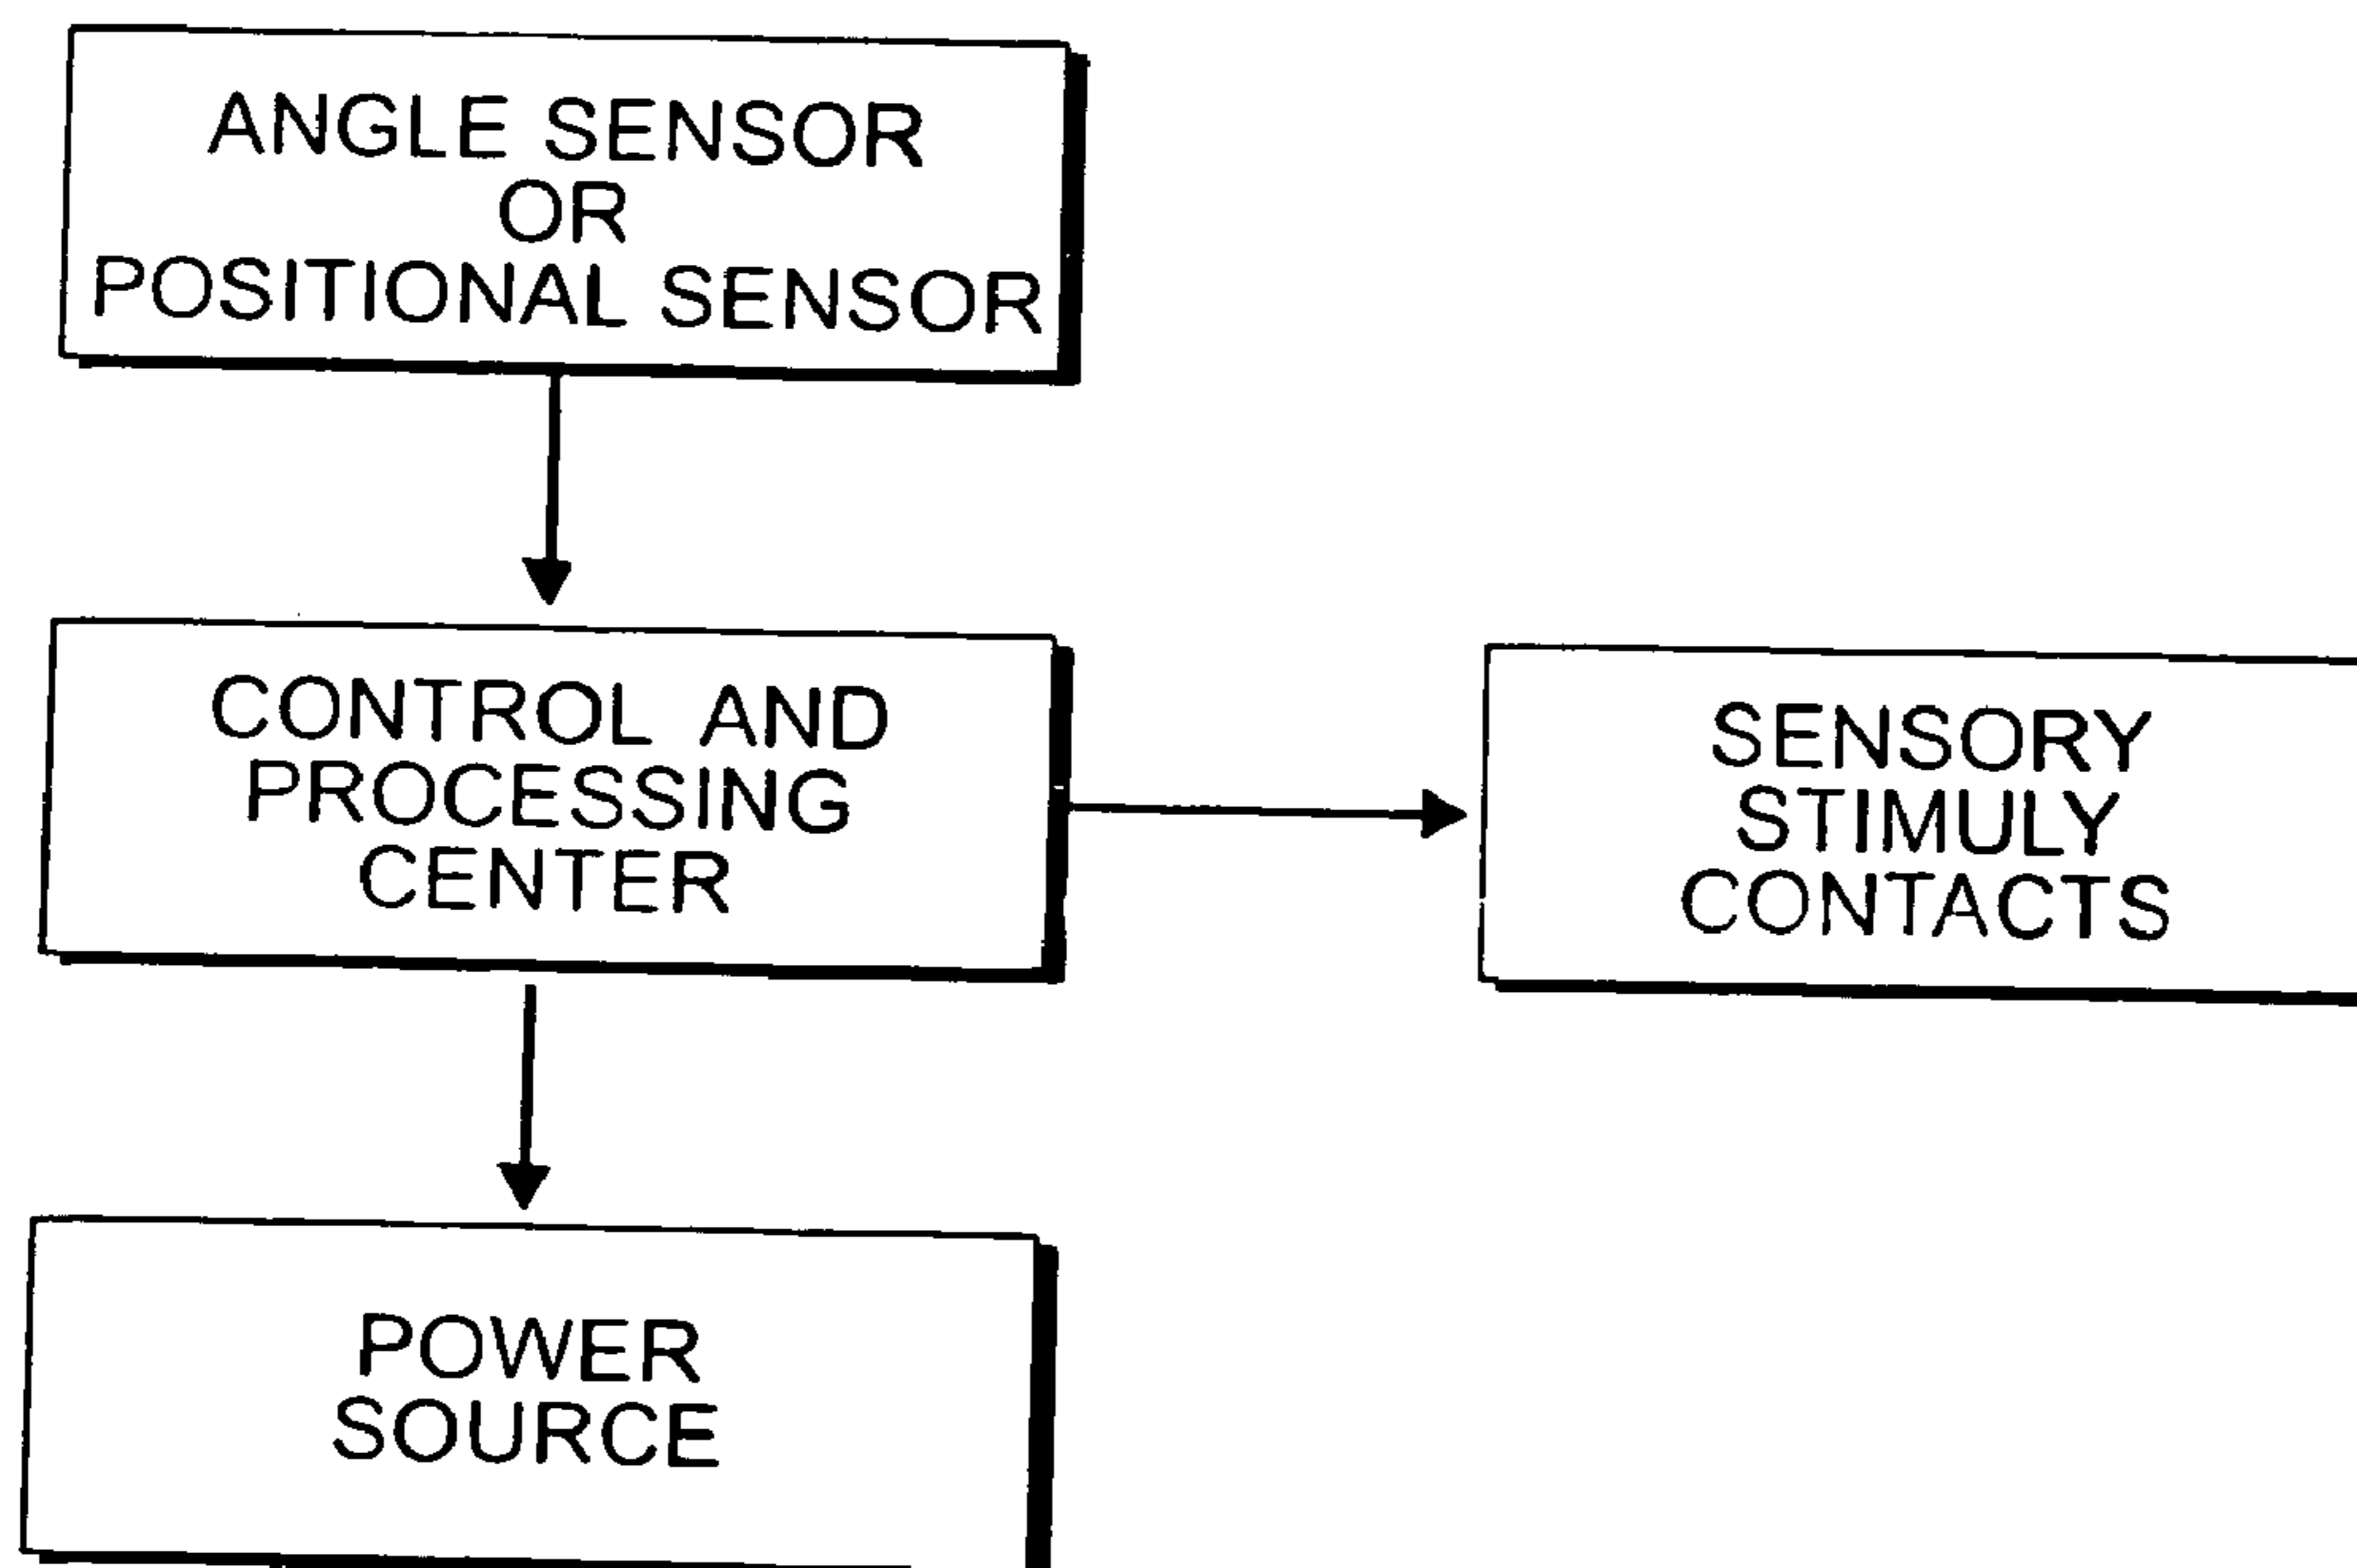 ANGLE SENSOR
OR
POSITIONAL SENSOR
CONTROL AND
PROCESSING
CENTER
SENSORY
STIMULY
CONTACTS
POWER
SOURCE